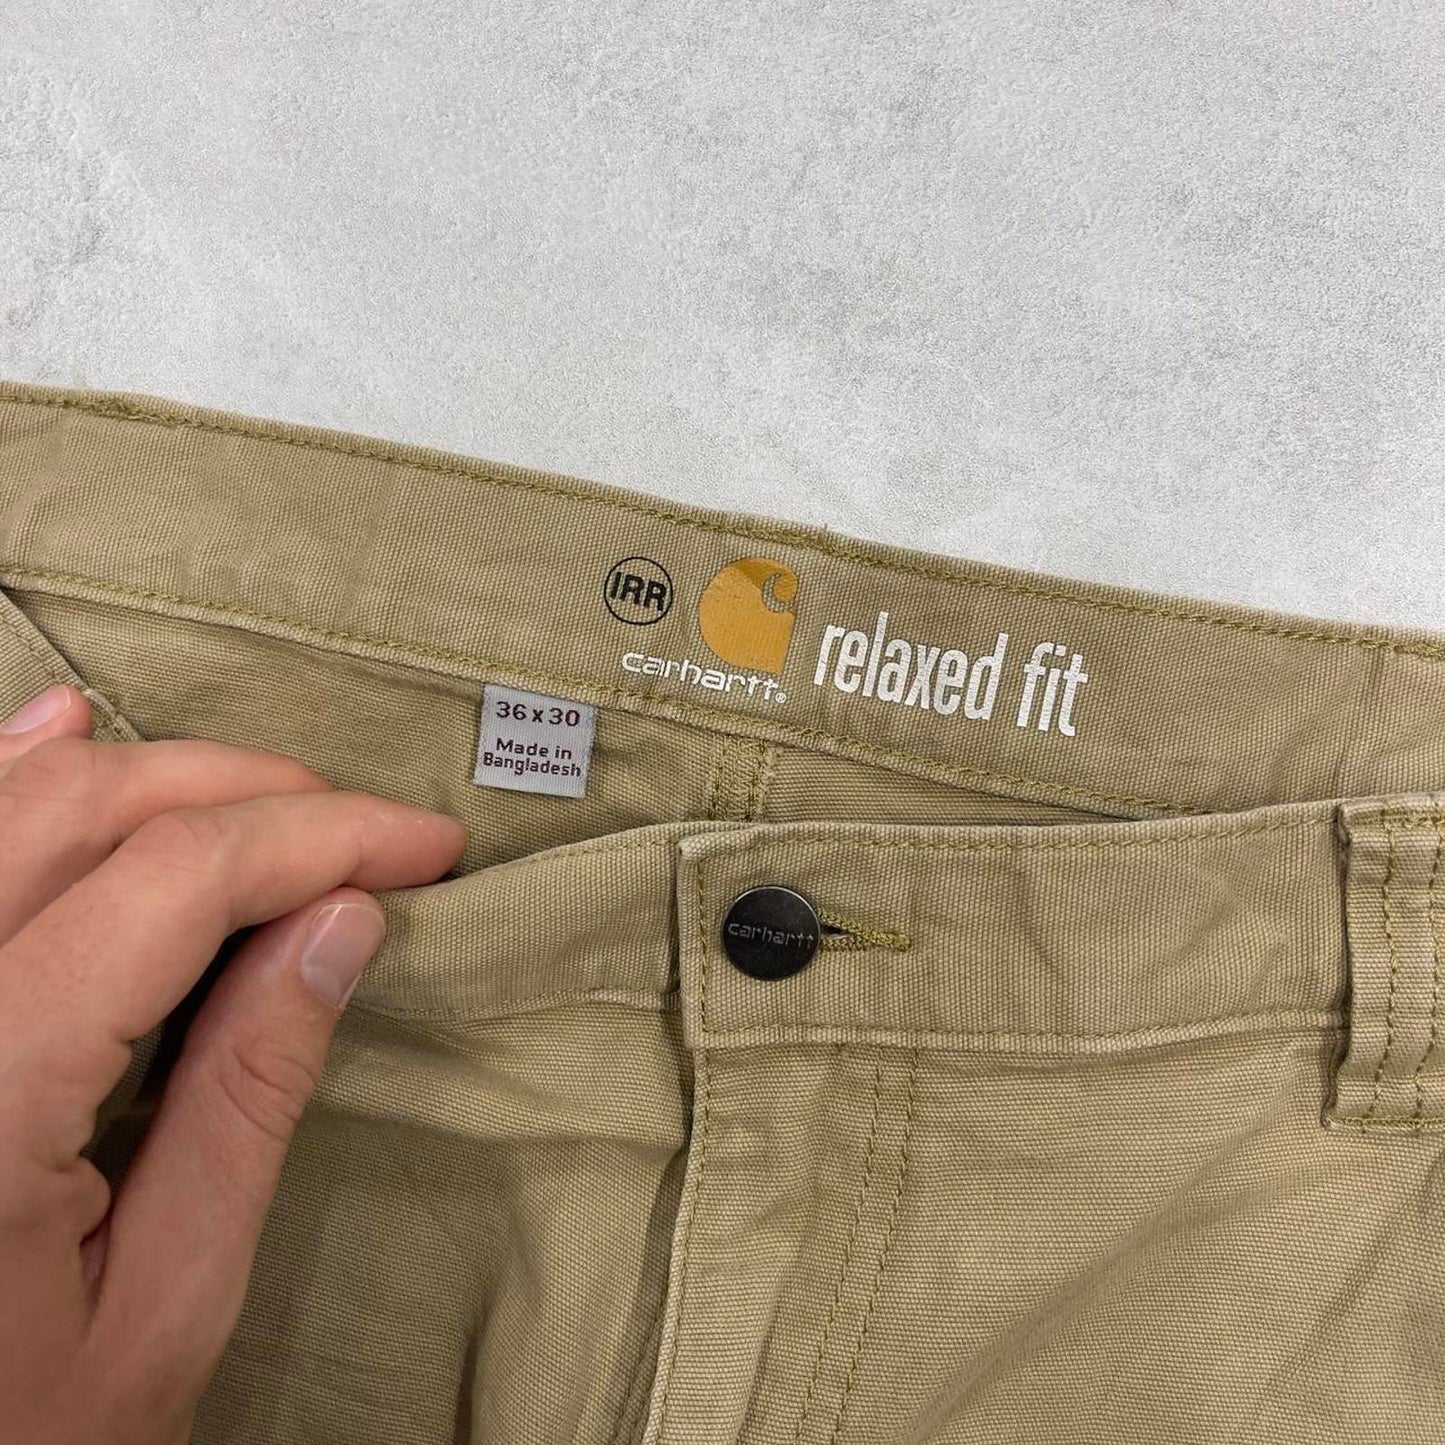 IRR
carhartt®
relaxed fit
36 x 30
Made in
Bangladesh
carhartt